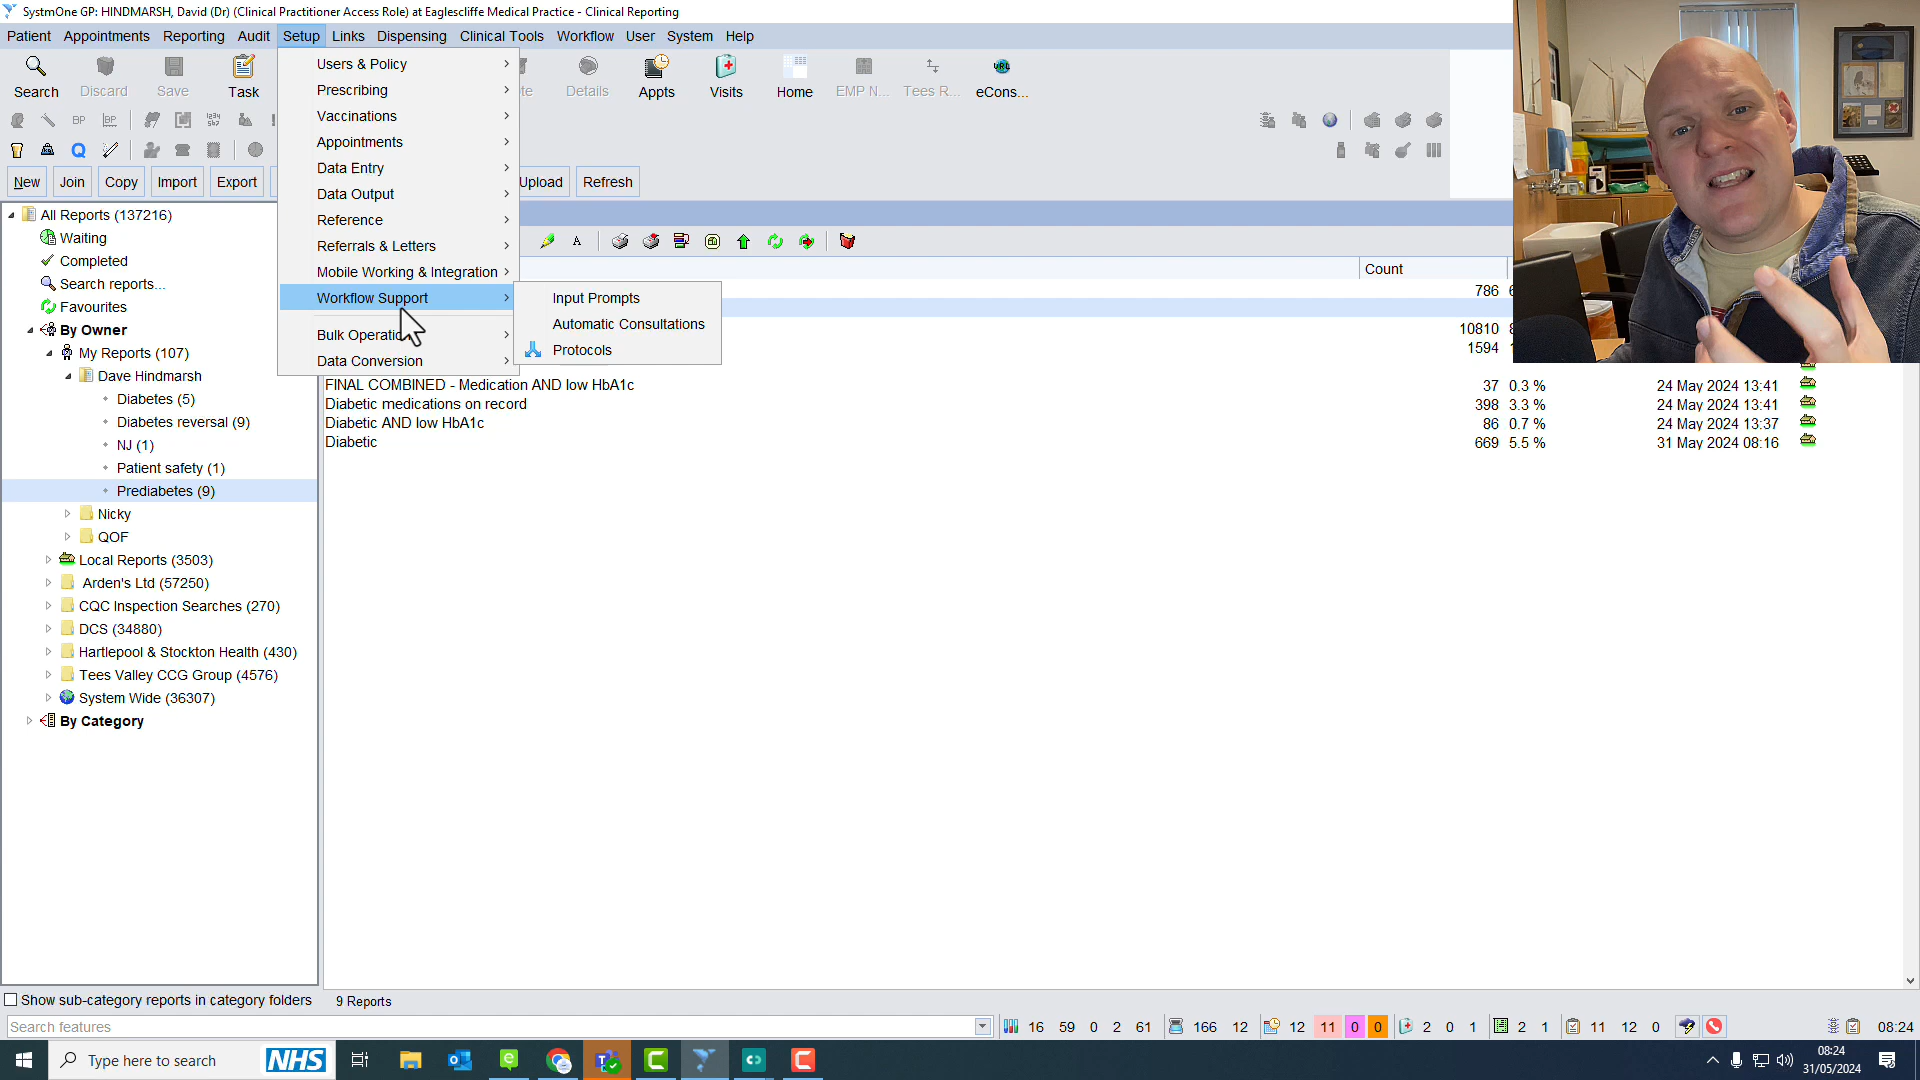 SystmOne GP: HINDMARSH, David (Dr) (Clinical Practitioner Access Role) at Eaglescliffe Medical Practice - Clinical Reporting
Patient Appointments Reporting Audit Setup Links Dispensing Clinical Tools Workflow User System Help
Search Discard Save Task Details Appts Visits Home EMP N... Tees R... eCons...
New Join Copy Import Export Upload Refresh
Users & Policy
Prescribing
Vaccinations
Appointments
Data Entry
Data Output
Reference
Referrals & Letters
Mobile Working & Integration
Workflow Support
Bulk Operatio
Data Conversion
Input Prompts
Automatic Consultations
Protocols
All Reports (137216)
Waiting
Completed
Search reports...
Favourites
By Owner
My Reports (107)
Dave Hindmarsh
Diabetes (5)
Diabetes reversal (9)
NJ (1)
Patient safety (1)
Prediabetes (9)
Nicky
QOF
Local Reports (3503)
Arden's Ltd (57250)
CQC Inspection Searches (270)
DCS (34880)
Hartlepool & Stockton Health (430)
Tees Valley CCG Group (4576)
System Wide (36307)
By Category
Count
786
10810
1594
FINAL COMBINED - Medication AND low HbA1c 37 0.3 % 24 May 2024 13:41
Diabetic medications on record 398 3.3 % 24 May 2024 13:41
Diabetic AND low HbA1c 86 0.7 % 24 May 2024 13:37
Diabetic 669 5.5 % 31 May 2024 08:16
Show sub-category reports in category folders 9 Reports
Search features 16 59 0 2 61 166 12 12 11 0 0 2 0 1 2 1 11 12 0 08:24
Type here to search NHS 08:24
31/05/2024